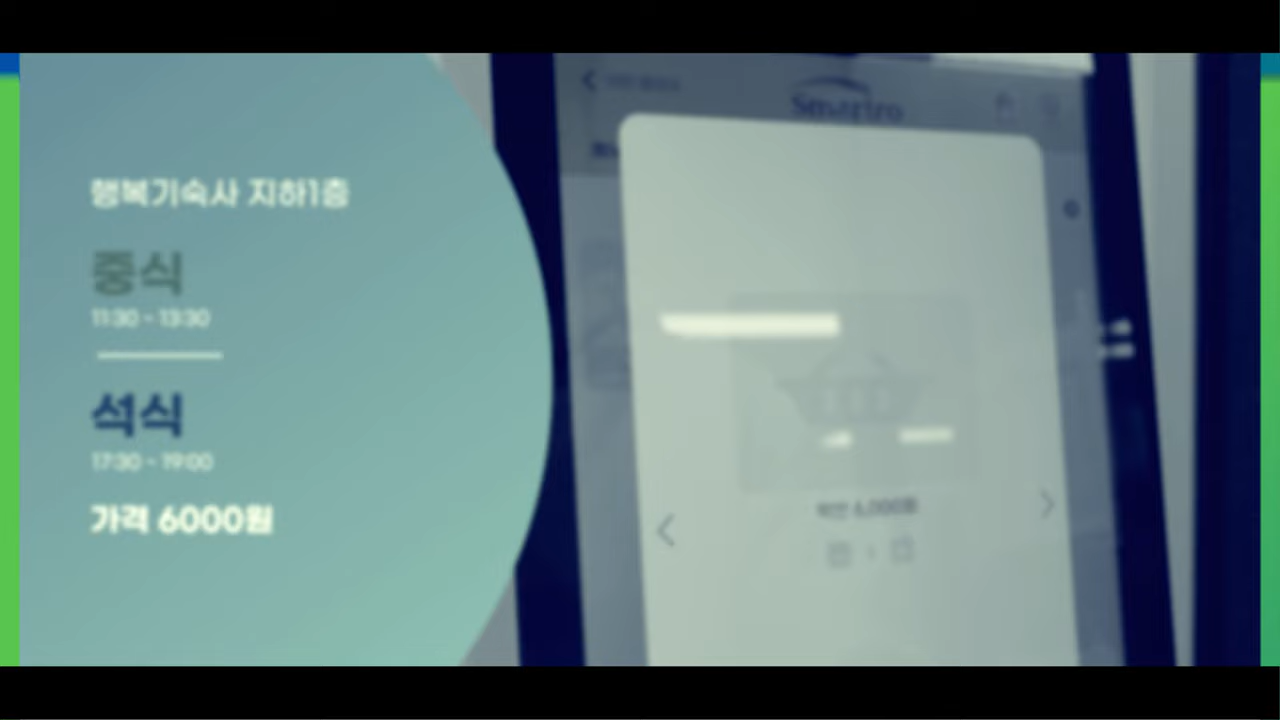 행복기숙사 지하1층
중식
11:30 - 13:30
석식
17:30 - 19:00
가격 6000원
Smartro